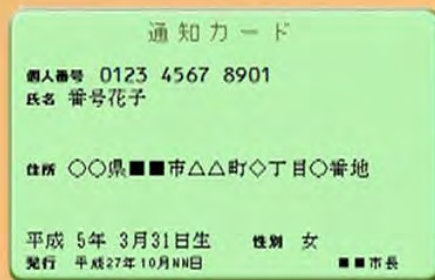 通知カード
個人番号 0123 4567 8901
氏名 番号花子
住所 ○○県■■市△△町◇丁目○番地
平成 5年 3月31日生 性別 女
発行 平成27年10月NN日 ■■市長